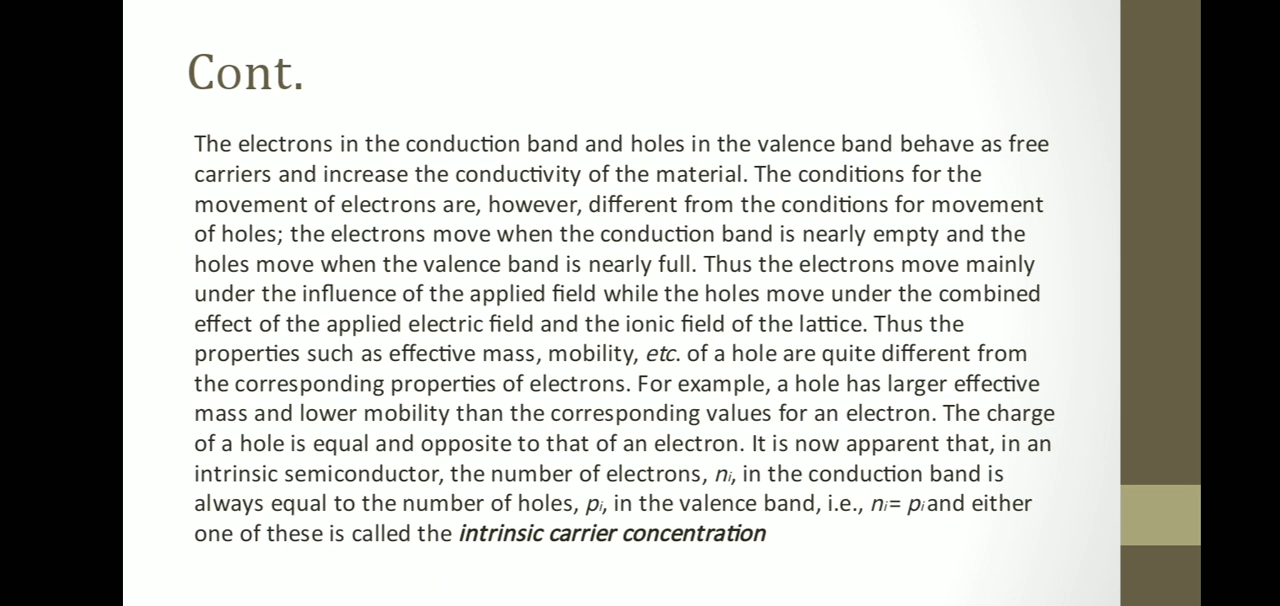 Cont.
The electrons in the conduction band and holes in the valence band behave as free
carriers and increase the conductivity of the material. The conditions for the
movement of electrons are, however, different from the conditions for movement
of holes; the electrons move when the conduction band is nearly empty and the
holes move when the valence band is nearly full. Thus the electrons move mainly
under the influence of the applied field while the holes move under the combined
effect of the applied electric field and the ionic field of the lattice. Thus the
properties such as effective mass, mobility, etc. of a hole are quite different from
the corresponding properties of electrons. For example, a hole has larger effective
mass and lower mobility than the corresponding values for an electron. The charge
of a hole is equal and opposite to that of an electron. It is now apparent that, in an
intrinsic semiconductor, the number of electrons, ni, in the conduction band is
always equal to the number of holes, pi, in the valence band, i.e., ni= pi and either
one of these is called the intrinsic carrier concentration